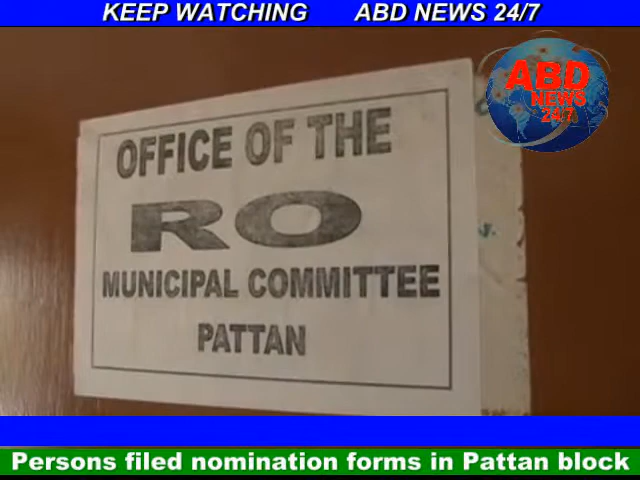 KEEP WATCHING ABD NEWS 24/7
ABD
NEWS
24/7
OFFICE OF THE
RO
MUNICIPAL COMMITTEE
PATTAN
Persons filed nomination forms in Pattan block